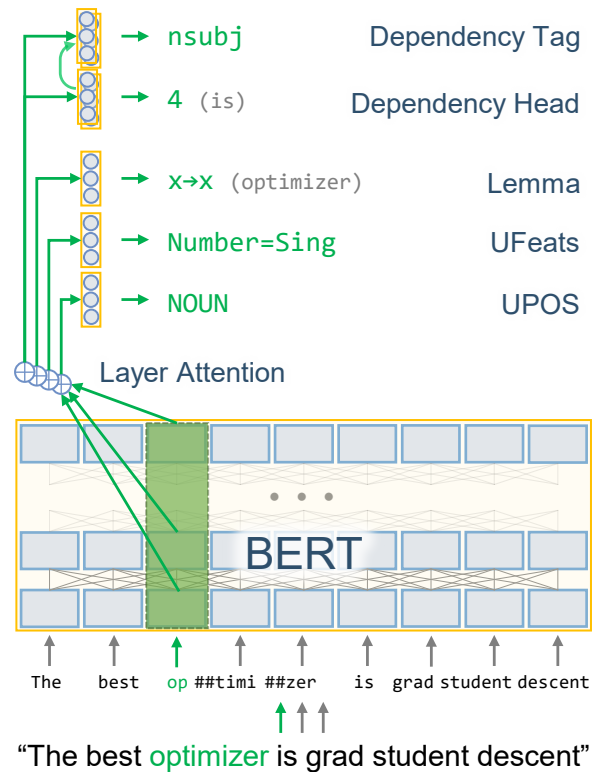 nsubj Dependency Tag
4 (is) Dependency Head
x→x (optimizer) Lemma
Number=Sing UFeats
NOUN UPOS
Layer Attention
BERT
The best op ##timi ##zer is grad student descent
“The best optimizer is grad student descent”